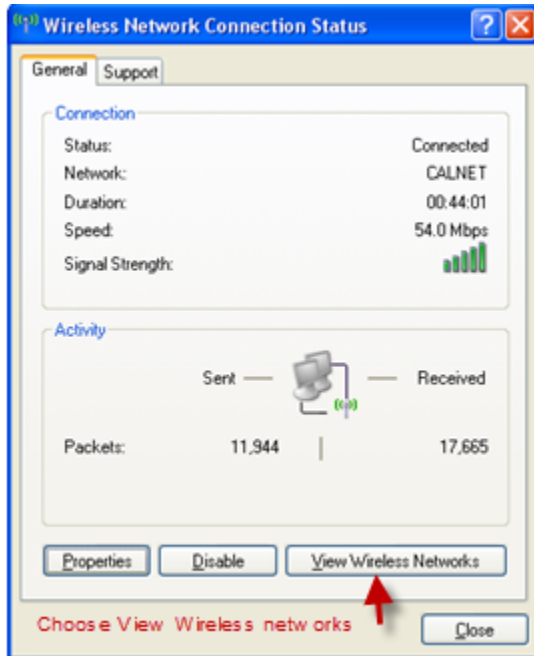 Wireless Network Connection Status
General Support
Connection
Status: Connected
Network: CALNET
Duration: 00:44:01
Speed: 54.0 Mbps
Signal Strength:
Activity
Sent Received
Packets: 11,944 17,665
Properties Disable View Wireless Networks
Choose View Wireless networks
Close